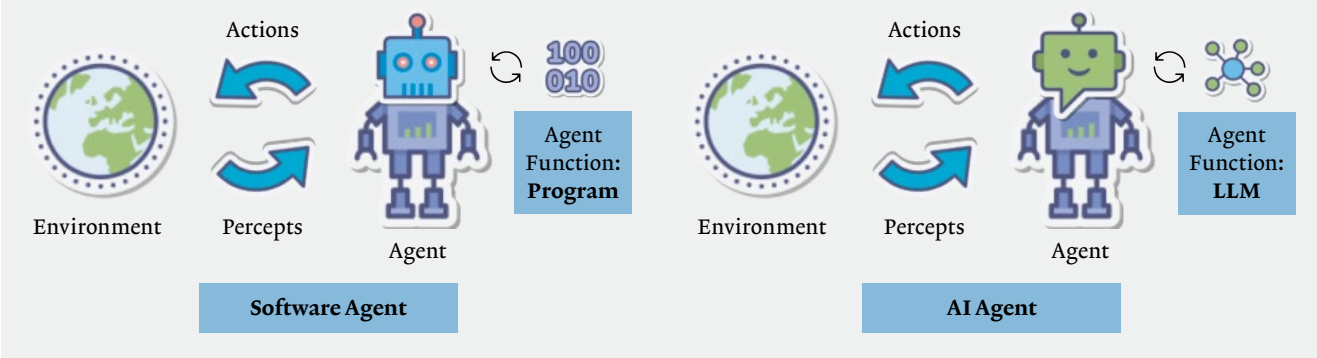 Actions
100
010
Agent
Function:
Program
Environment
Percepts
Agent
Software Agent
Actions
Agent
Function:
LLM
Environment
Percepts
Agent
AI Agent